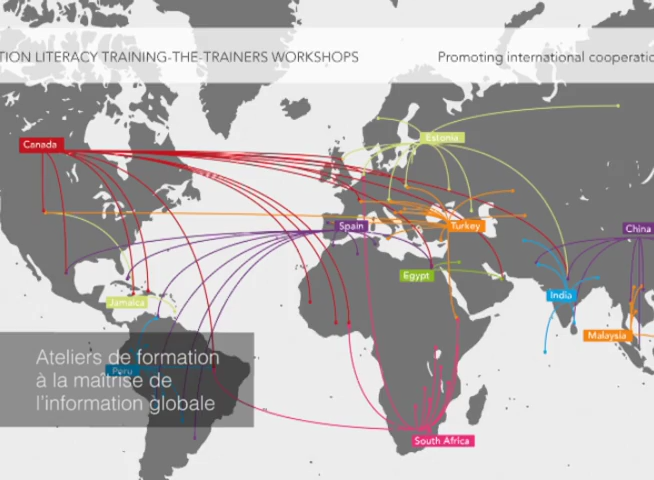 TION LITERACY TRAINING-THE-TRAINERS WORKSHOPS
Promoting international cooperatio
Canada
Estonia
Spain
Turkey
China
Egypt
India
Jamaica
Malaysia
Peru
Ateliers de formation
à la maîtrise de
l'information globale
South Africa